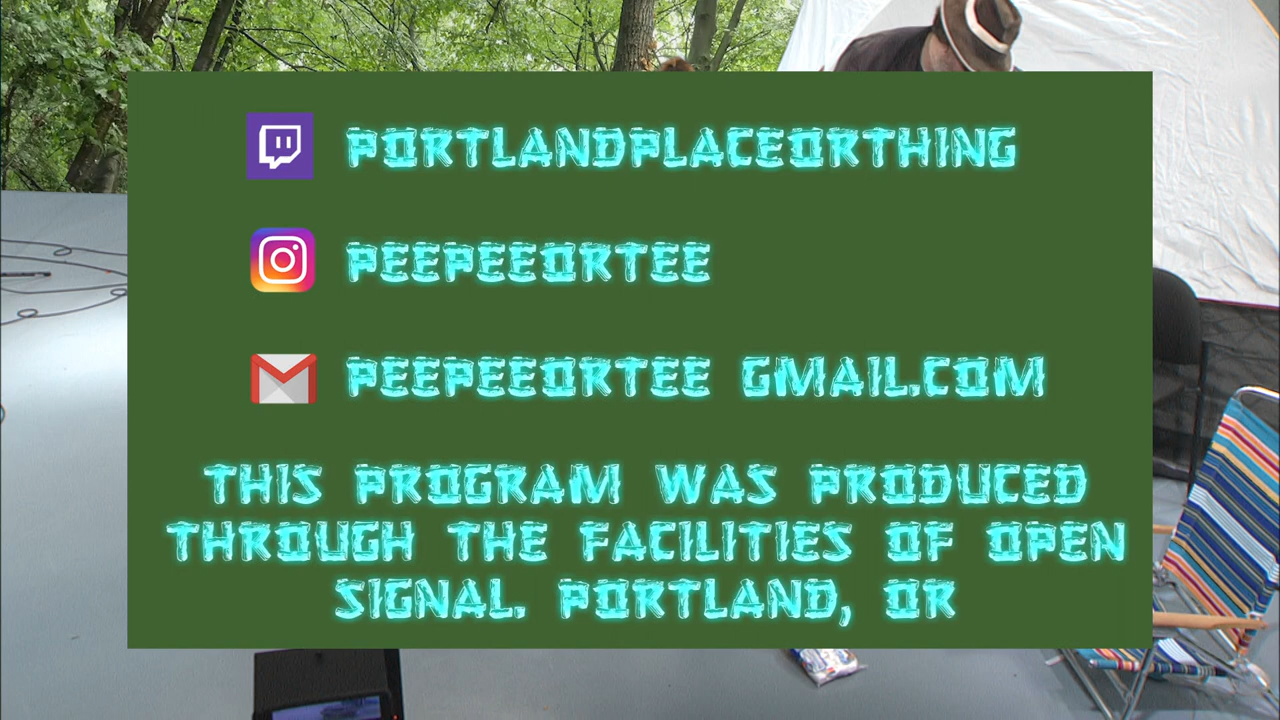 PORTLANDPLACEORTHING
PEEPEEORTEE
PEEPEEORTEE GMAIL.COM
THIS PROGRAM WAS PRODUCED
THROUGH THE FACILITIES OF OPEN
SIGNAL. PORTLAND, OR